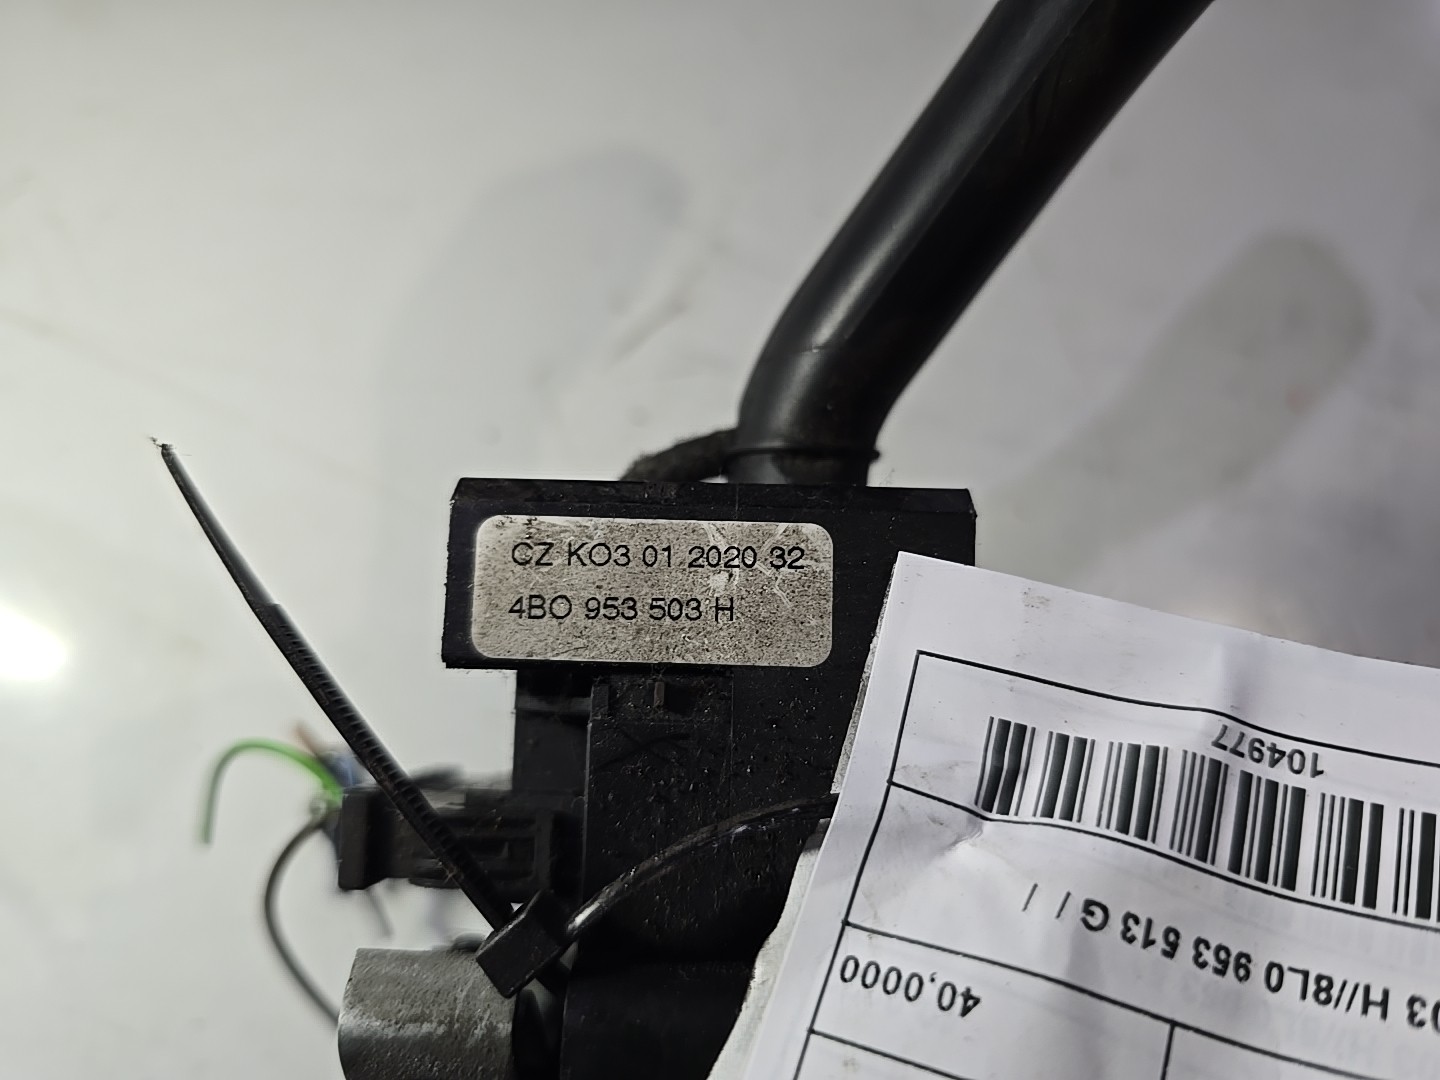 CZ KO3 01 2020 32
4BO 953 503 H
104977
03 H//8L0 953 513 G / /
40,0000